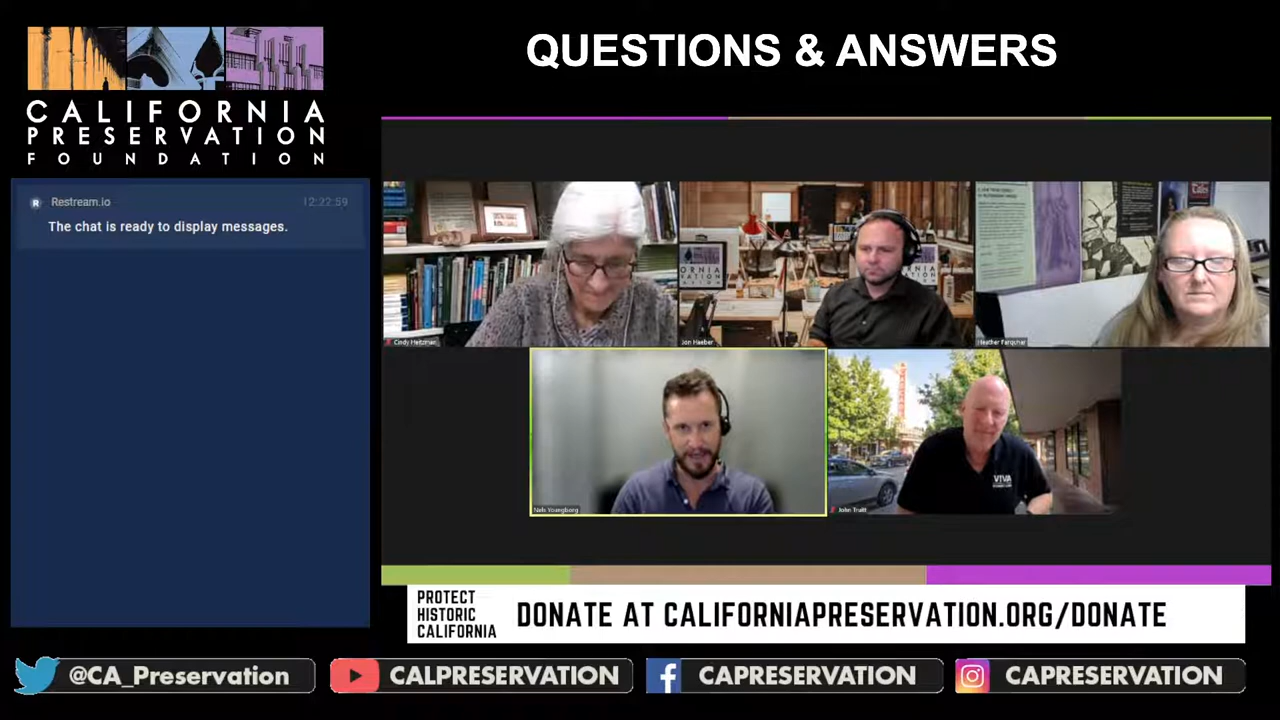 QUESTIONS & ANSWERS
CALIFORNIA
PRESERVATION
FOUNDATION
R
Restream.io
12:22:59
The chat is ready to display messages.
Cindy Heitzman
Jon Haeber
Heather Farquhar
Nels Youngborg
John Truitt
VIVA
PROTECT
HISTORIC
CALIFORNIA
DONATE AT CALIFORNIAPRESERVATION.ORG/DONATE
@CA_Preservation
CALPRESERVATION
CAPRESERVATION
CAPRESERVATION